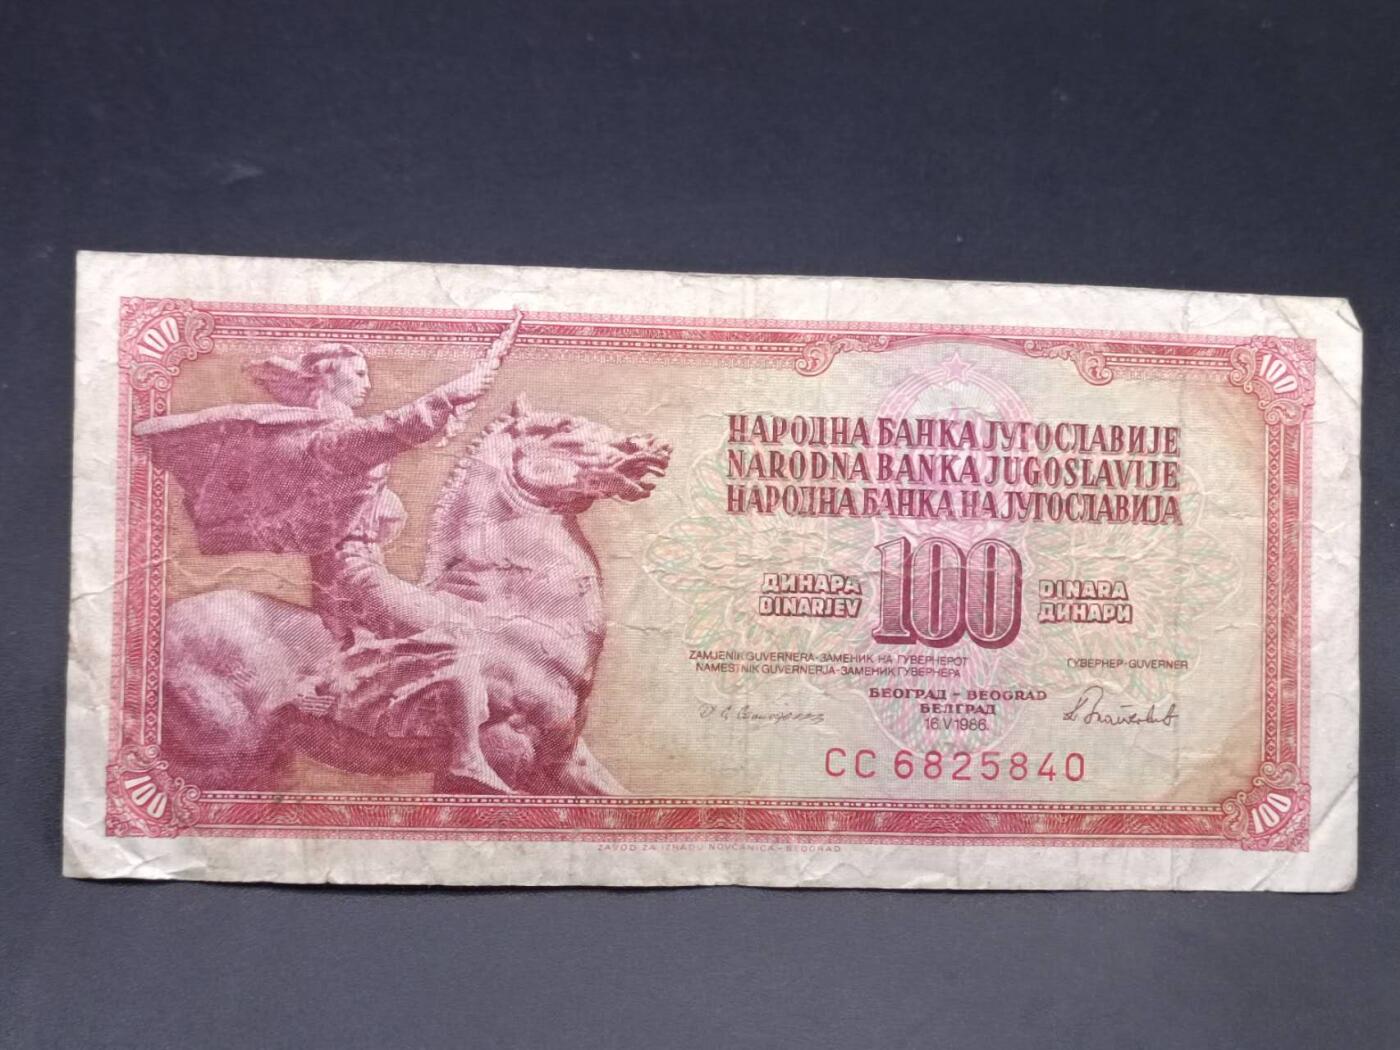 100
100
НАРОДНА БАНКА ЈУГОСЛАВИЈЕ
NARODNA BANKA JUGOSLAVIJE
НАРОДНА БАНКА НА ЈУГОСЛАВИЈА
ДИНАРА 100 DINARA
DINARJEV ДИНАРИ
ZAMJENIK GUVERNERA-ЗАМЕНИК НА ГУВЕРНЕРОТ ГУВЕРНЕР-GUVERNER
NAMESTNIK GUVERNERJA-ЗАМЕНИК ГУВЕРНЕРА
БЕОГРАД - BEOGRAD
БЕЛГРАД
16.V.1986.
CC 6825840
100
100
ZAVOD ZA IZRADU NOVČANICA-BEOGRAD